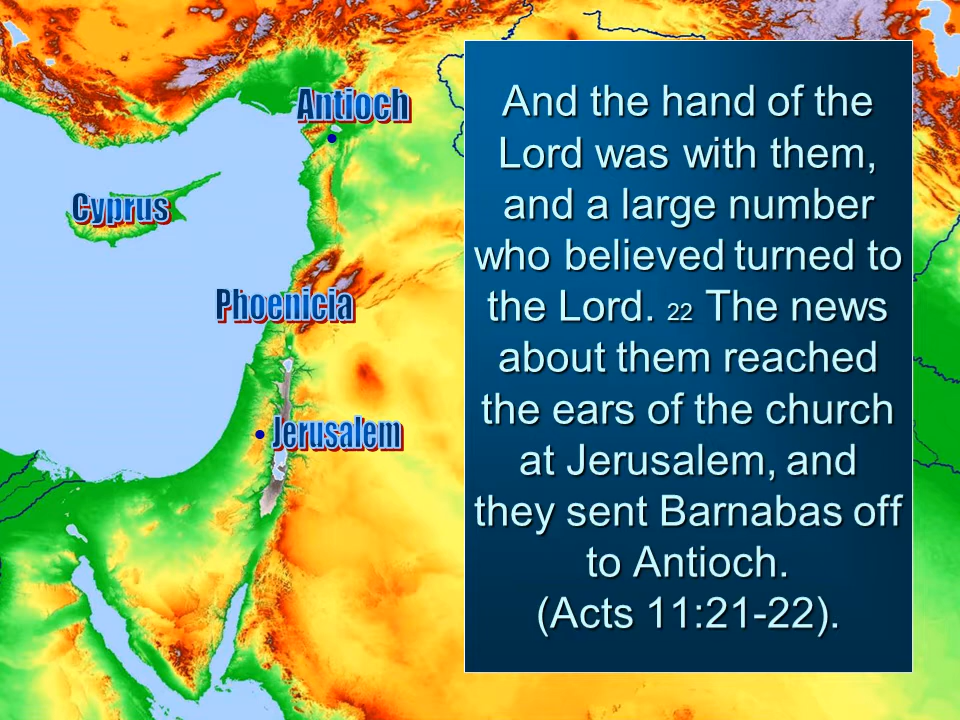 Antioch
Cyprus
Phoenicia
Jerusalem
And the hand of the
Lord was with them,
and a large number
who believed turned to
the Lord. 22 The news
about them reached
the ears of the church
at Jerusalem, and
they sent Barnabas off
to Antioch.
(Acts 11:21-22).